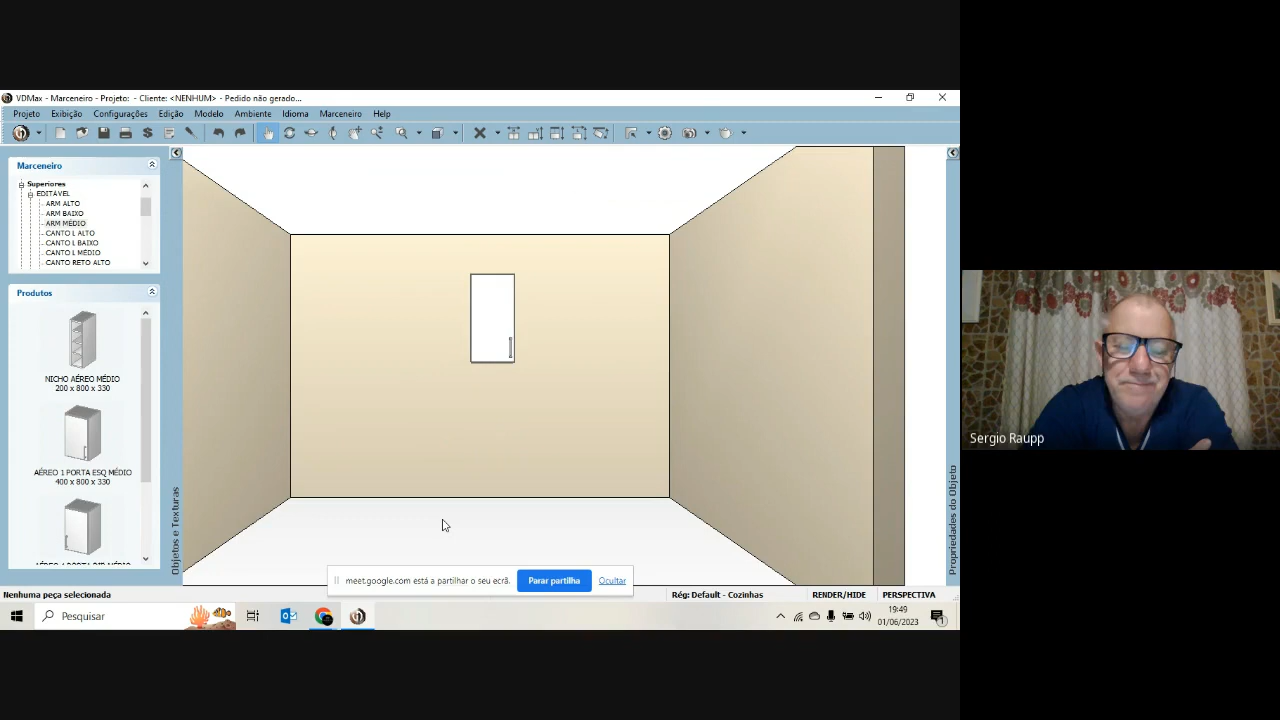 VDMax - Marceneiro - Projeto: - Cliente: <NENHUM> - Pedido não gerado...
Projeto Exibição Configurações Edição Modelo Ambiente Idioma Marceneiro Help
Marceneiro
Superiores
EDITÁVEL
ARM ALTO
ARM BAIXO
ARM MÉDIO
CANTO L ALTO
CANTO L BAIXO
CANTO L MÉDIO
CANTO RETO ALTO
Produtos
NICHO AÉREO MÉDIO
200 x 800 x 330
AÉREO 1 PORTA ESQ MÉDIO
400 x 800 x 330
Objetos e Texturas
Propriedades do Objeto
Sergio Raupp
meet.google.com está a partilhar o seu ecrã. Parar partilha Ocultar
Nenhuma peça selecionada Rég: Default - Cozinhas RENDER/HIDE PERSPECTIVA
Pesquisar
19:49
01/06/2023
1